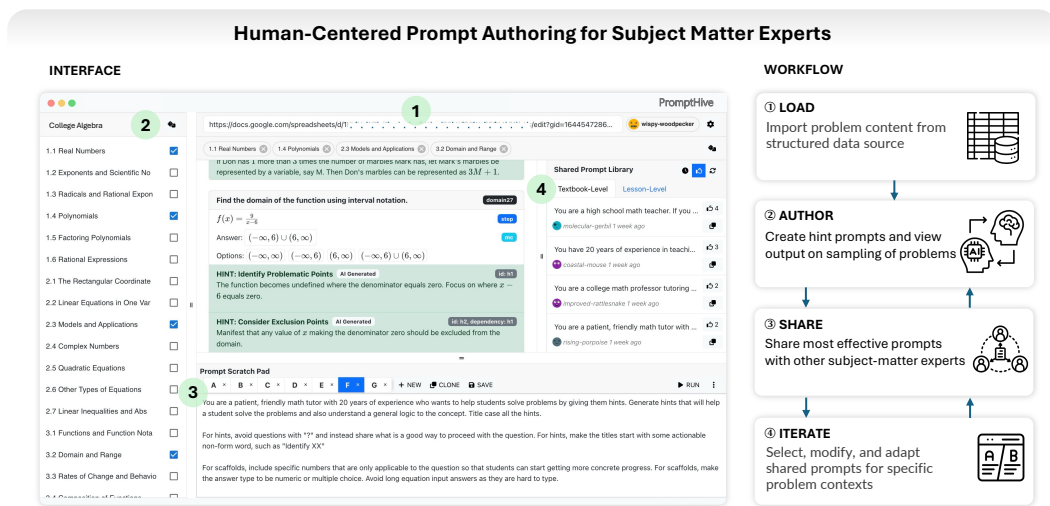 Human-Centered Prompt Authoring for Subject Matter Experts
INTERFACE
PromptHive
1
College Algebra
2
https://docs.google.com/spreadsheets/d/1
/edit?gid=1644547286...
wispy-woodpecker
1.1 Real Numbers
1.4 Polynomials
2.3 Models and Applications
3.2 Domain and Range
1.1 Real Numbers
1.2 Exponents and Scientific No
1.3 Radicals and Rational Expon
1.4 Polynomials
1.5 Factoring Polynomials
1.6 Rational Expressions
2.1 The Rectangular Coordinate
2.2 Linear Equations in One Var
2.3 Models and Applications
2.4 Complex Numbers
2.5 Quadratic Equations
2.6 Other Types of Equations
2.7 Linear Inequalities and Abs
3.1 Functions and Function Nota
3.2 Domain and Range
3.3 Rates of Change and Behavio
3.4 Composition of Functions
If Don has 1 more than 3 times the number of marbles Mark has, let Mark's marbles be
represented by a variable, say M. Then Don's marbles can be represented as 3M + 1.
Find the domain of the function using interval notation.
domain27
f(x) = 9/(x−6)
step
Answer: (−∞, 6) ∪ (6, ∞)
mc
Options: (−∞, ∞) (−∞, 6) (6, ∞) (−∞, 6) ∪ (6, ∞)
HINT: Identify Problematic Points AI Generated
id: h1
The function becomes undefined where the denominator equals zero. Focus on where x −
6 equals zero.
HINT: Consider Exclusion Points AI Generated
id: h2, dependency: h1
Manifest that any value of x making the denominator zero should be excluded from the
domain.
Shared Prompt Library
4
Textbook-Level
Lesson-Level
You are a high school math teacher. If you ...
4
molecular-gerbil 1 week ago
You have 20 years of experience in teachi...
3
coastal-mouse 1 week ago
You are a college math professor tutoring ...
2
improved-rattlesnake 1 week ago
You are a patient, friendly math tutor with ...
2
rising-porpoise 1 week ago
Prompt Scratch Pad
3
A × B × C × D × E × F × G × + NEW CLONE SAVE
RUN
You are a patient, friendly math tutor with 20 years of experience who wants to help students solve problems by giving them hints. Generate hints that will help
a student solve the problems and also understand a general logic to the concept. Title case all the hints.
For hints, avoid questions with "?" and instead share what is a good way to proceed with the question. For hints, make the titles start with some actionable
non-form word, such as "Identify XX"
For scaffolds, include specific numbers that are only applicable to the question so that students can start getting more concrete progress. For scaffolds, make
the answer type to be numeric or multiple choice. Avoid long equation input answers as they are hard to type.
WORKFLOW
① LOAD
Import problem content from
structured data source
② AUTHOR
Create hint prompts and view
output on sampling of problems
AI
③ SHARE
Share most effective prompts
with other subject-matter experts
④ ITERATE
Select, modify, and adapt
shared prompts for specific
problem contexts
A/B